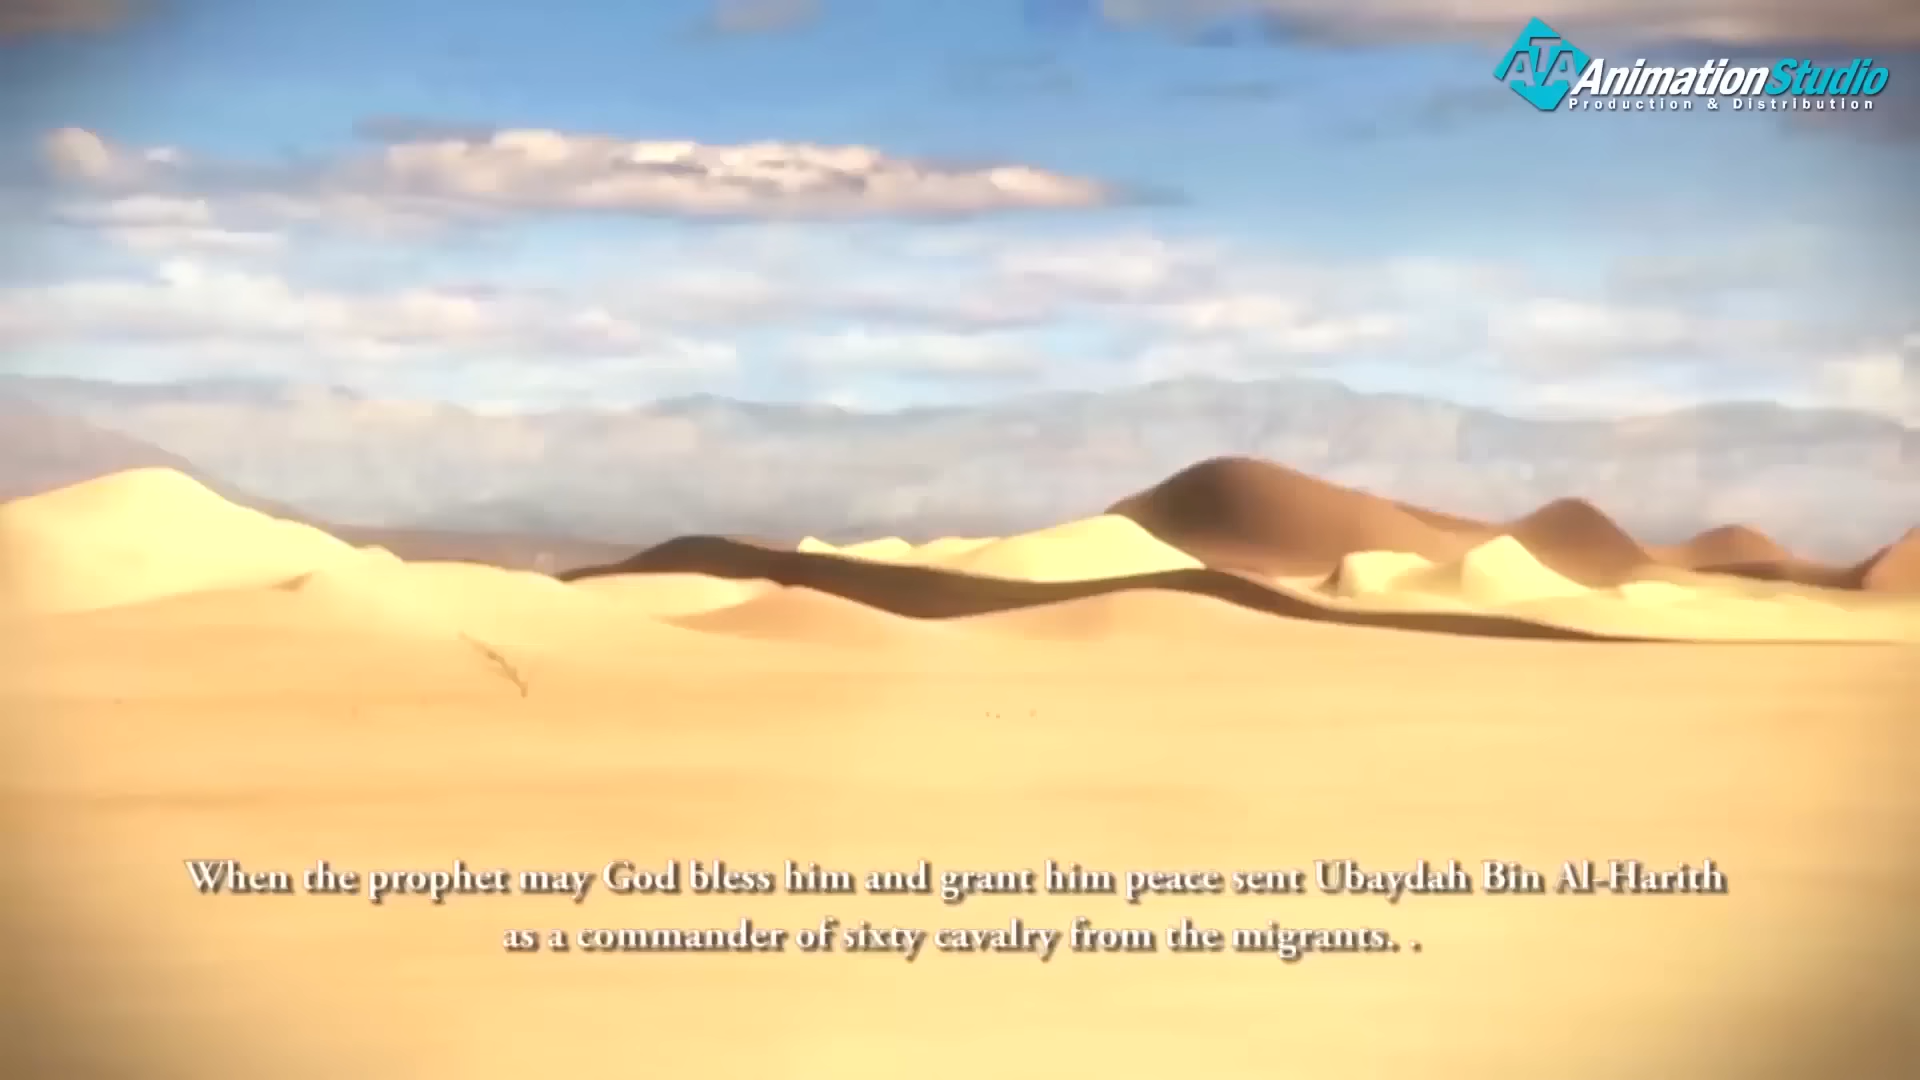 ATA AnimationStudio
Production & Distribution
When the prophet may God bless him and grant him peace sent Ubaydah Bin Al-Harith
as a commander of sixty cavalry from the migrants. .